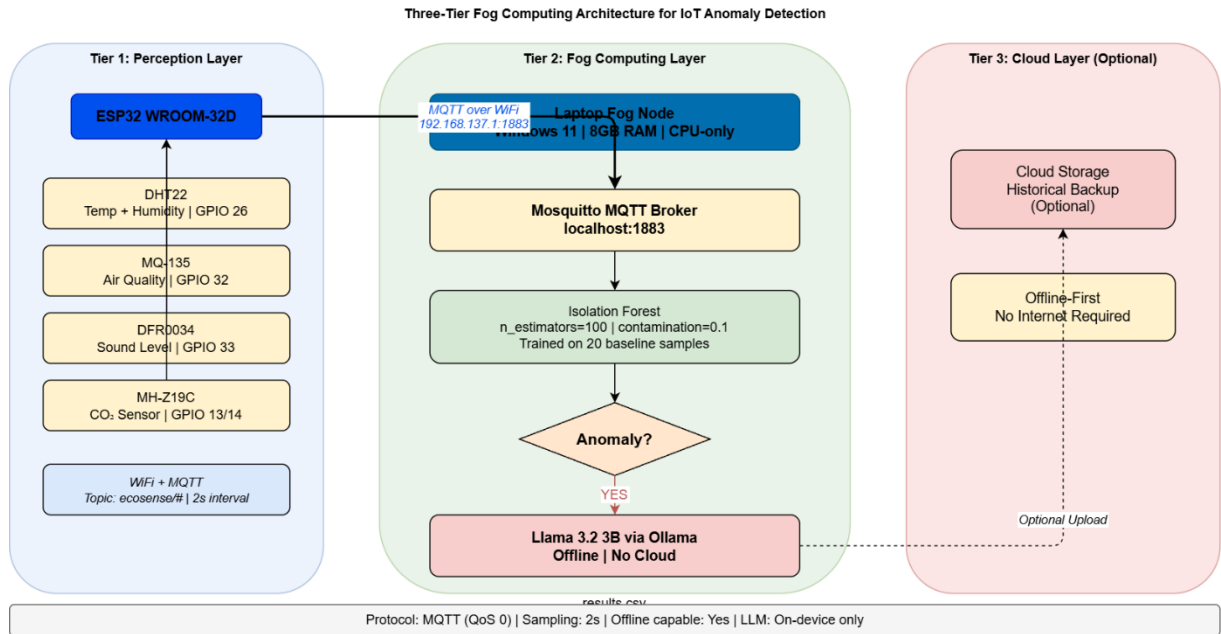 Three-Tier Fog Computing Architecture for IoT Anomaly Detection
Tier 1: Perception Layer
ESP32 WROOM-32D
DHT22
Temp + Humidity | GPIO 26
MQ-135
Air Quality | GPIO 32
DFR0034
Sound Level | GPIO 33
MH-Z19C
CO₂ Sensor | GPIO 13/14
WiFi + MQTT
Topic: ecosense/# | 2s interval
Tier 2: Fog Computing Layer
MQTT over WiFi
192.168.137.1:1883
Laptop Fog Node
Windows 11 | 8GB RAM | CPU-only
Mosquitto MQTT Broker
localhost:1883
Isolation Forest
n_estimators=100 | contamination=0.1
Trained on 20 baseline samples
Anomaly?
YES
Llama 3.2 3B via Ollama
Offline | No Cloud
results.csv
Tier 3: Cloud Layer (Optional)
Cloud Storage
Historical Backup
(Optional)
Offline-First
No Internet Required
Optional Upload
Protocol: MQTT (QoS 0) | Sampling: 2s | Offline capable: Yes | LLM: On-device only